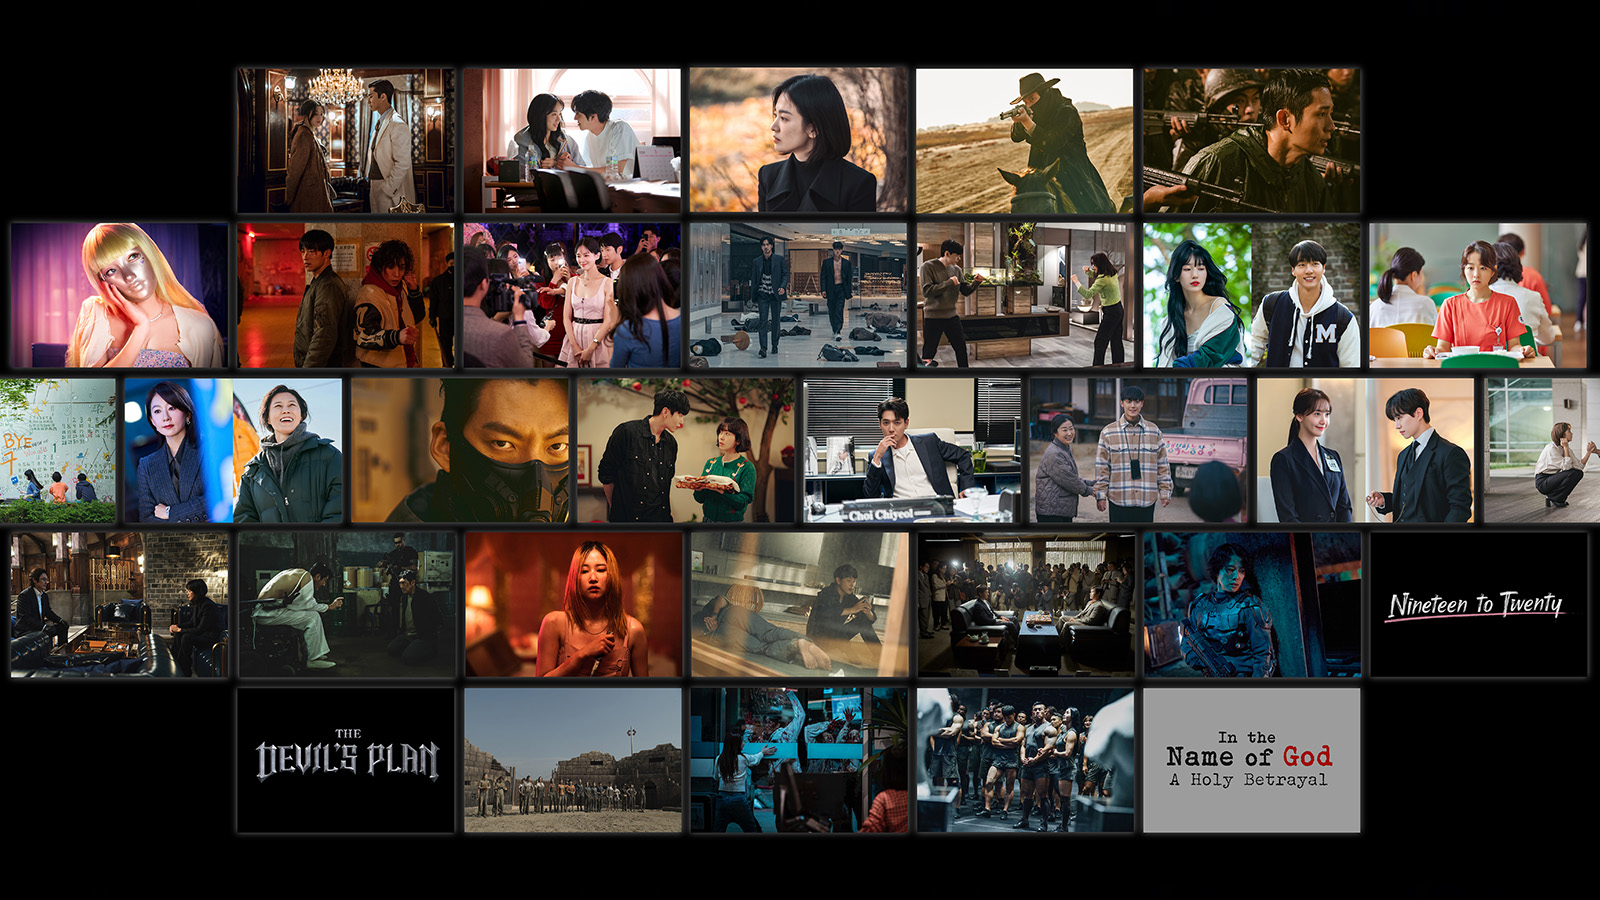 M
BYE
Choi Chiyeol
Nineteen to Twenty
THE
DEVIL'S PLAN
In the
Name of God
A Holy Betrayal